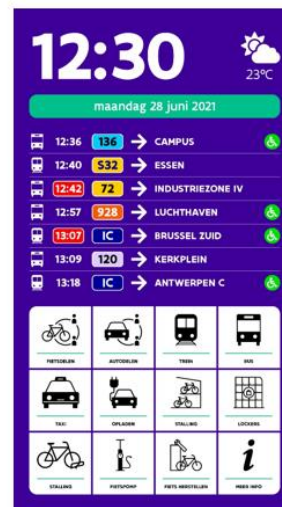 12:30
23°C
maandag 28 juni 2021
12:36 136 → CAMPUS
12:40 S32 → ESSEN
12:42 72 → INDUSTRIEZONE IV
12:57 928 → LUCHTHAVEN
13:07 IC → BRUSSEL ZUID
13:09 120 → KERKPLEIN
13:18 IC → ANTWERPEN C
FIETSDELEN AUTODELEN TREIN BUS
TAXI OPLADEN STALLING LOCKERS
STALLING FIETSPOMP FIETS HERSTELLEN MEER INFO